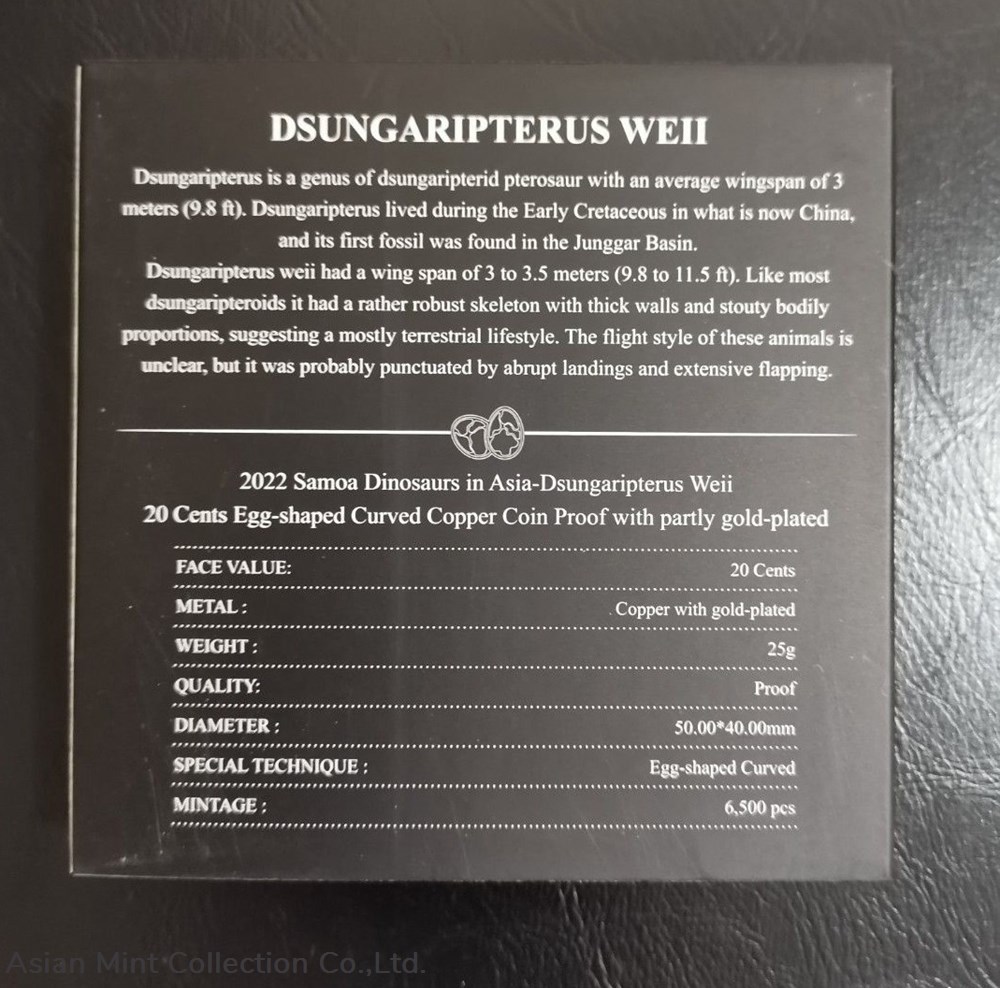 DSUNGARIPTERUS WEII
Dsungaripterus is a genus of dsungaripterid pterosaur with an average wingspan of 3
meters (9.8 ft). Dsungaripterus lived during the Early Cretaceous in what is now China,
and its first fossil was found in the Junggar Basin.
Dsungaripterus weii had a wing span of 3 to 3.5 meters (9.8 to 11.5 ft). Like most
dsungaripteroids it had a rather robust skeleton with thick walls and stouty bodily
proportions, suggesting a mostly terrestrial lifestyle. The flight style of these animals is
unclear, but it was probably punctuated by abrupt landings and extensive flapping.
2022 Samoa Dinosaurs in Asia-Dsungaripterus Weii
20 Cents Egg-shaped Curved Copper Coin Proof with partly gold-plated
FACE VALUE: 20 Cents
METAL : Copper with gold-plated
WEIGHT : 25g
QUALITY: Proof
DIAMETER : 50.00*40.00mm
SPECIAL TECHNIQUE : Egg-shaped Curved
MINTAGE : 6,500 pcs
Asian Mint Collection Co.,Ltd.